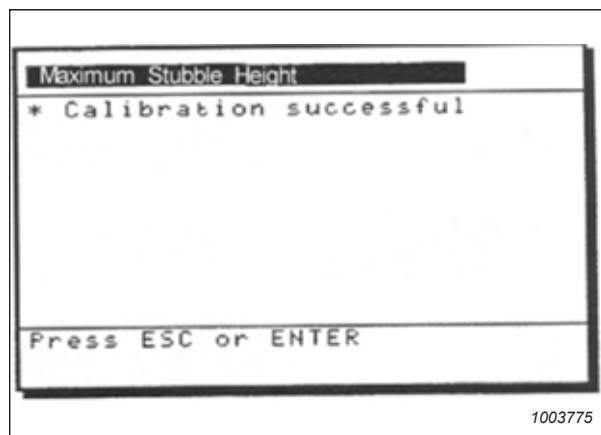 Maximum Stubble Height
* Calibration successful
Press ESC or ENTER
1003775